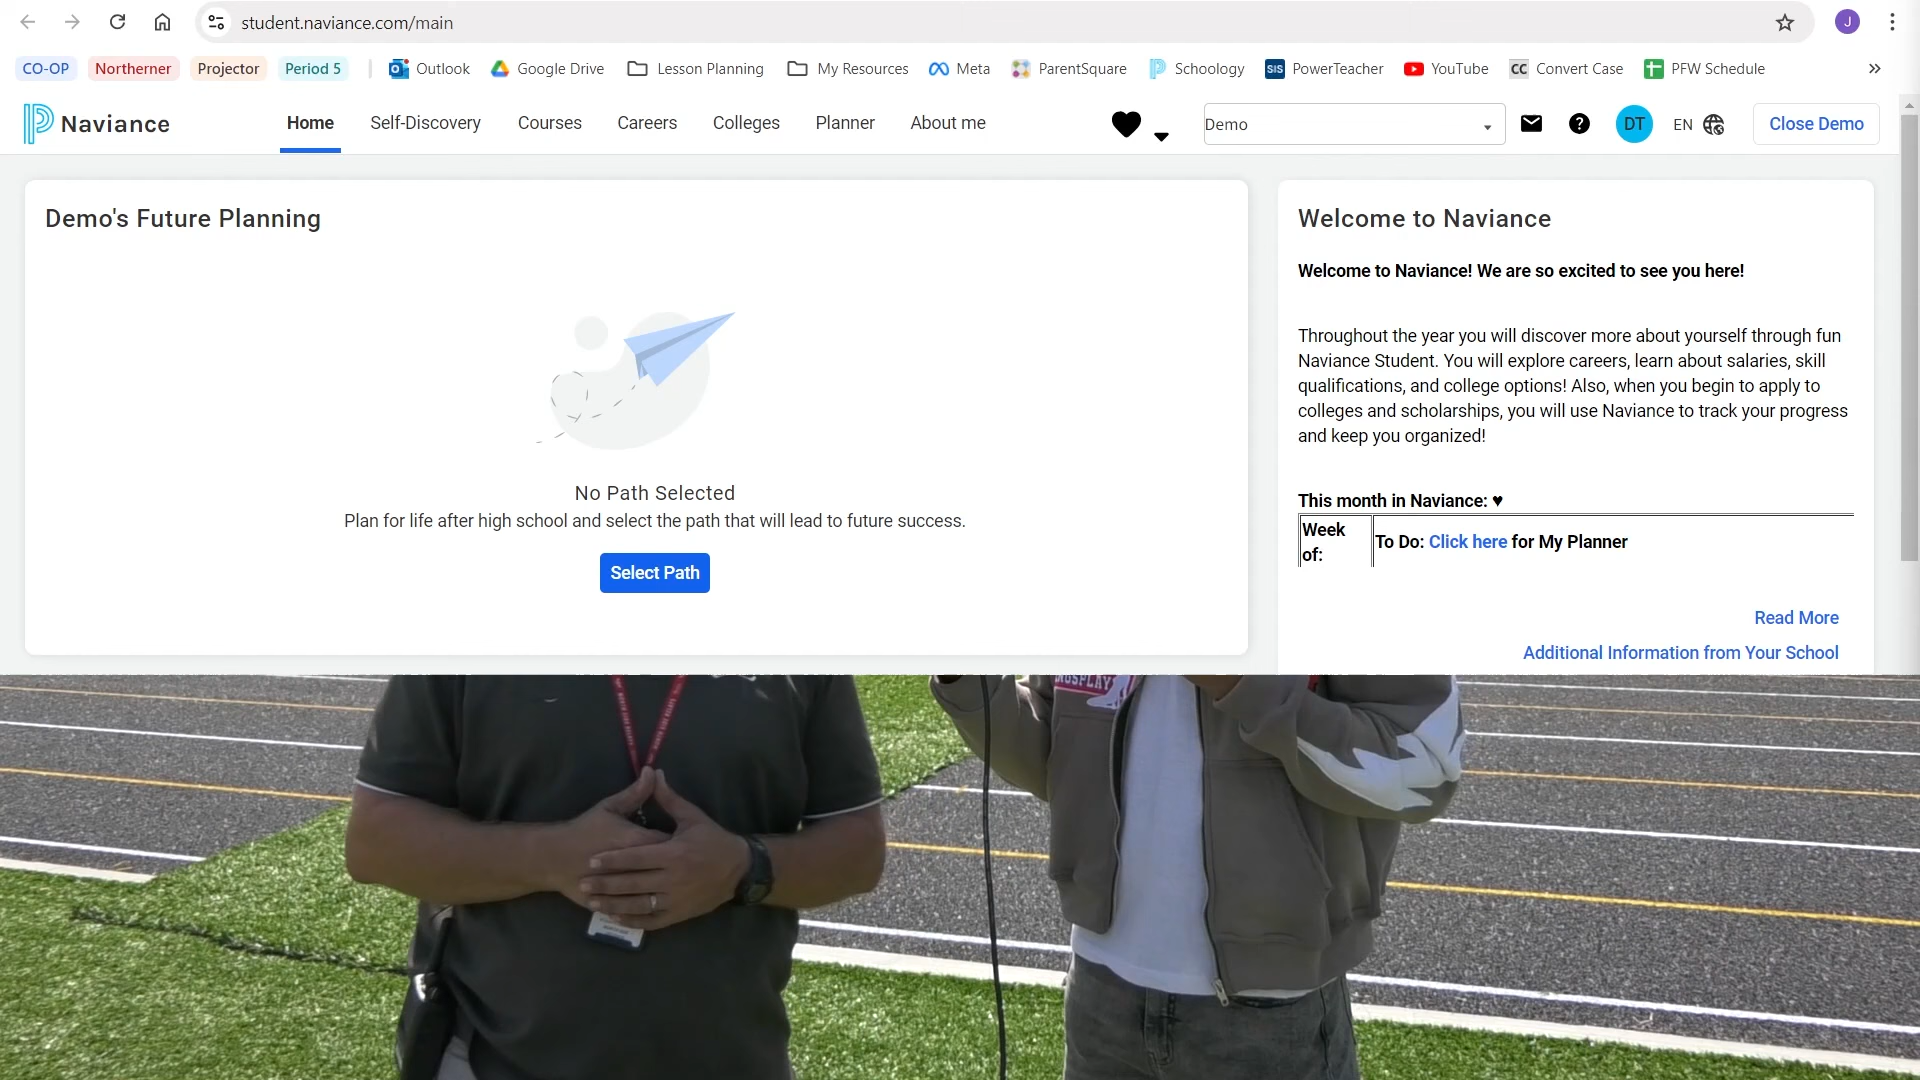 student.naviance.com/main
J
CO-OP Northerner Projector Period 5 Outlook Google Drive Lesson Planning My Resources Meta ParentSquare Schoology SIS PowerTeacher YouTube CC Convert Case PFW Schedule
Naviance Home Self-Discovery Courses Careers Colleges Planner About me Demo DT EN Close Demo
Demo's Future Planning
No Path Selected
Plan for life after high school and select the path that will lead to future success.
Select Path
Welcome to Naviance
Welcome to Naviance! We are so excited to see you here!
Throughout the year you will discover more about yourself through fun
Naviance Student. You will explore careers, learn about salaries, skill
qualifications, and college options! Also, when you begin to apply to
colleges and scholarships, you will use Naviance to track your progress
and keep you organized!
This month in Naviance: ♥
Week
of:
To Do: Click here for My Planner
Read More
Additional Information from Your School